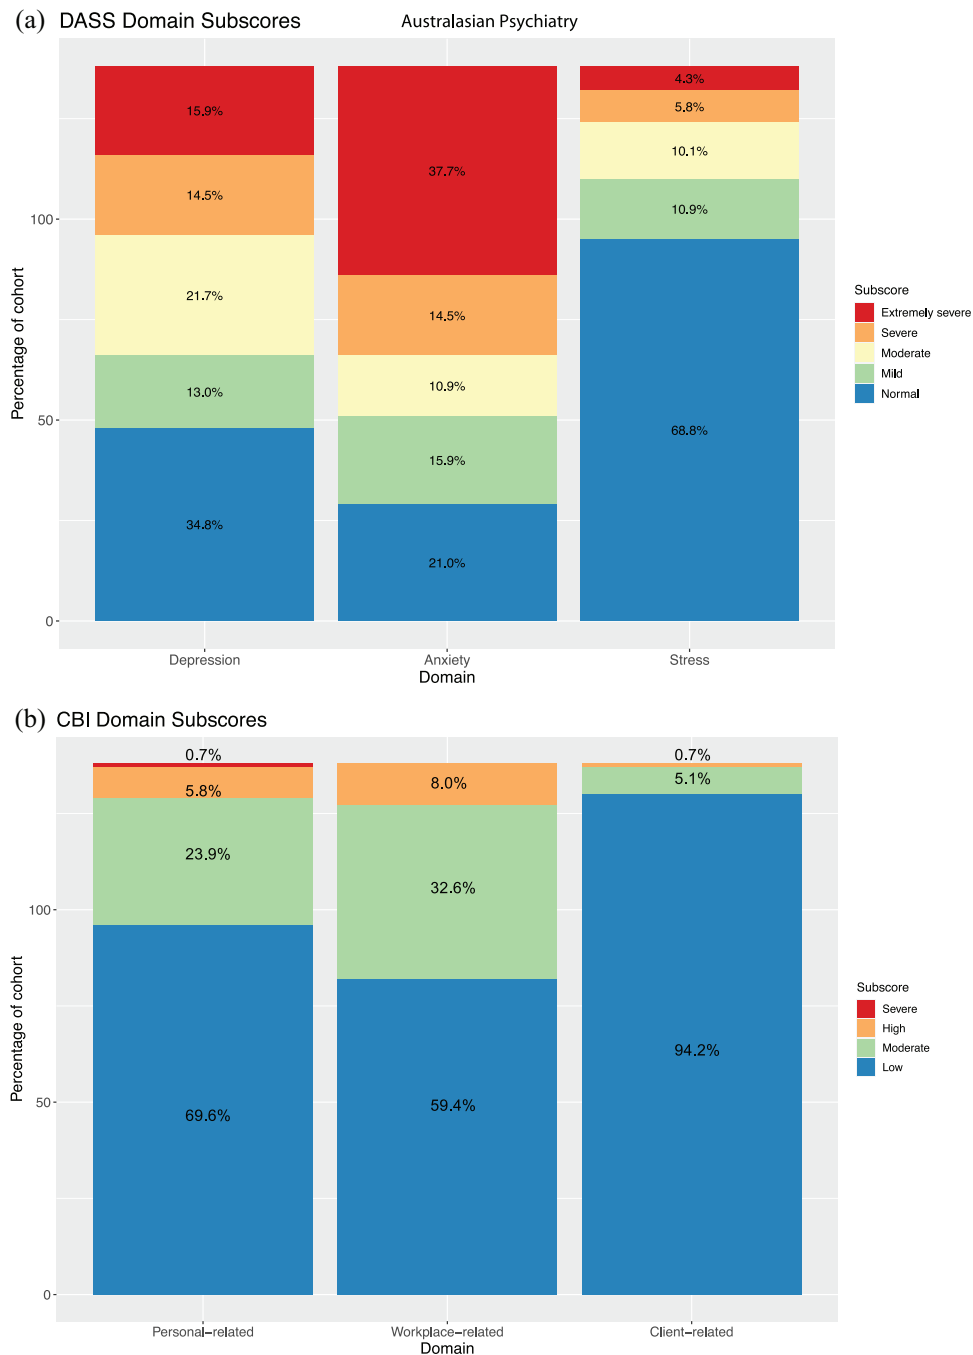 (a) DASS Domain Subscores
Australasian Psychiatry
Percentage of cohort
100
50
0
15.9%
14.5%
21.7%
13.0%
34.8%
37.7%
14.5%
10.9%
15.9%
21.0%
4.3%
5.8%
10.1%
10.9%
68.8%
Depression
Anxiety
Stress
Domain
Subscore
Extremely severe
Severe
Moderate
Mild
Normal
(b) CBI Domain Subscores
Percentage of cohort
100
50
0
0.7%
5.8%
23.9%
69.6%
8.0%
32.6%
59.4%
0.7%
5.1%
94.2%
Personal-related
Workplace-related
Client-related
Domain
Subscore
Severe
High
Moderate
Low